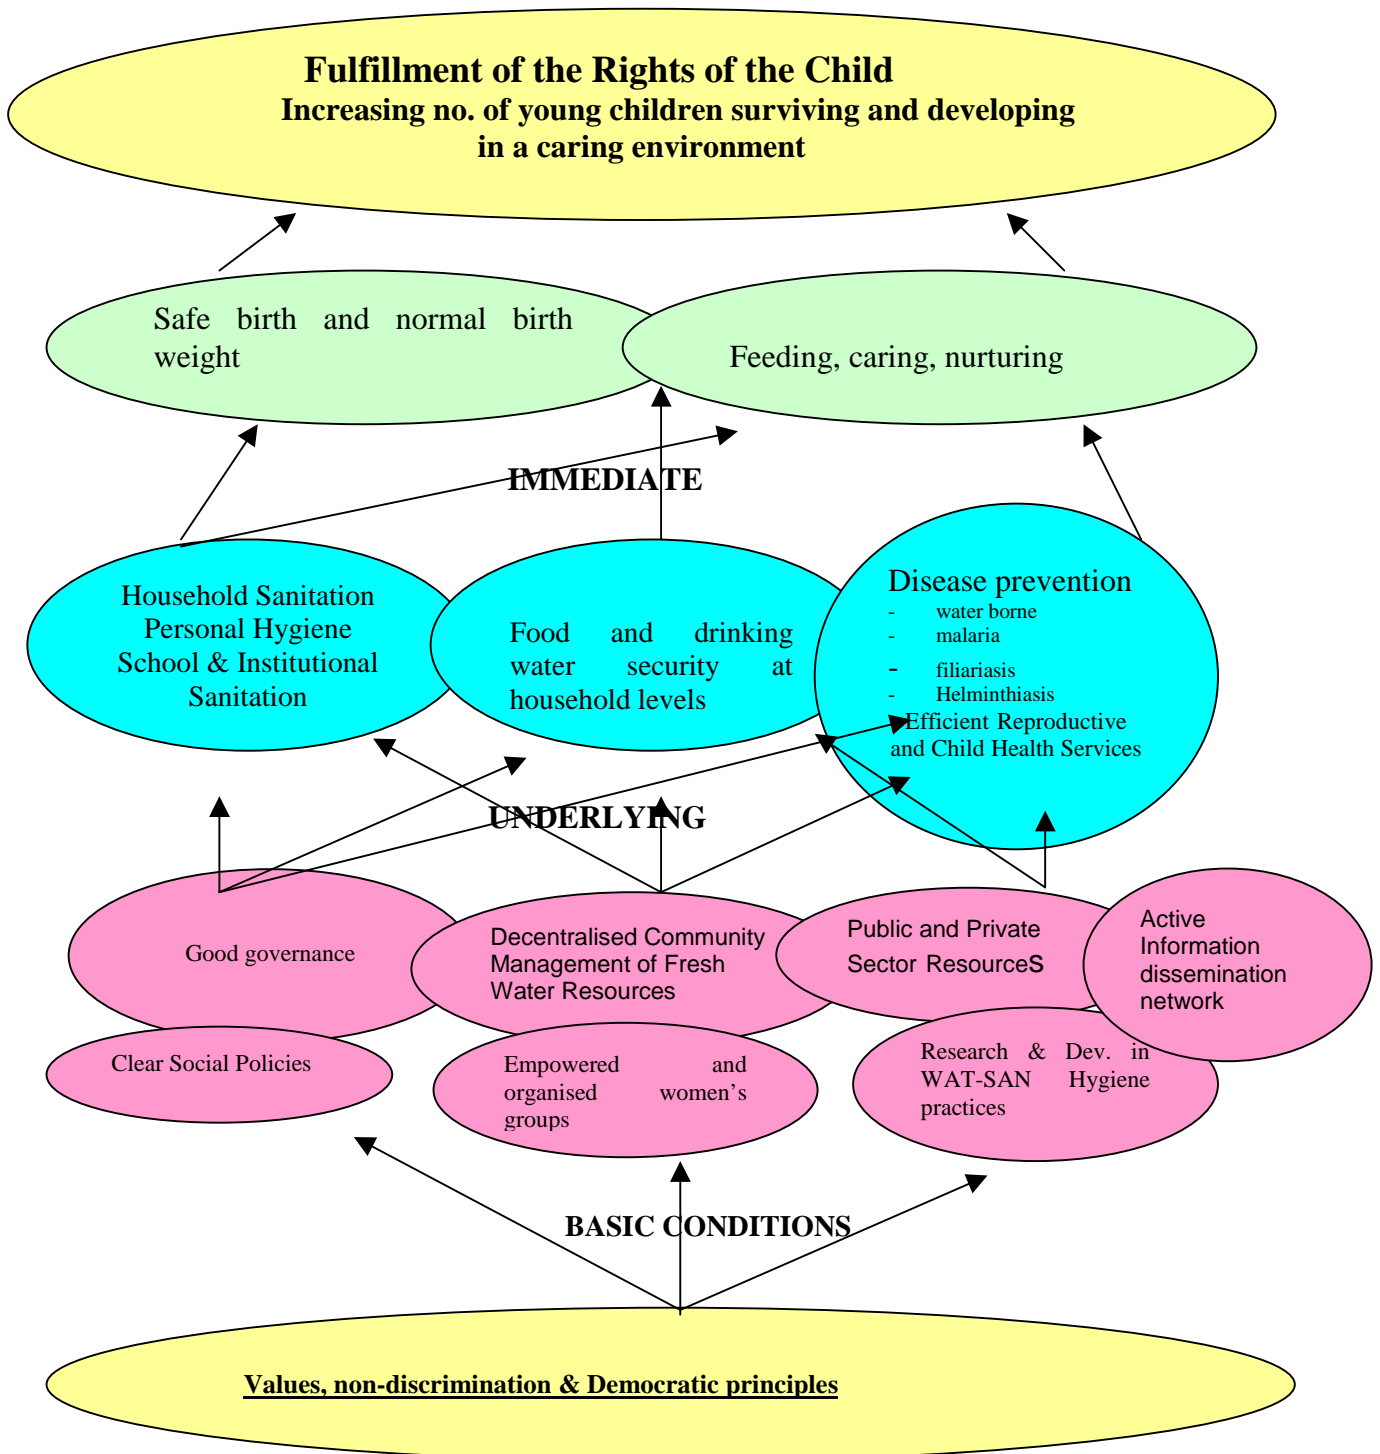 Fulfillment of the Rights of the Child
Increasing no. of young children surviving and developing
in a caring environment
Safe birth and normal birth
weight
Feeding, caring, nurturing
IMMEDIATE
Household Sanitation
Personal Hygiene
School & Institutional
Sanitation
Food and drinking
water security at
household levels
Disease prevention
- water borne
- malaria
- filiariasis
- Helminthiasis
Efficient Reproductive
and Child Health Services
UNDERLYING
Good governance
Decentralised Community
Management of Fresh
Water Resources
Public and Private
Sector ResourceS
Active
Information
dissemination
network
Clear Social Policies
Empowered and
organised women's
groups
Research & Dev. in
WAT-SAN Hygiene
practices
BASIC CONDITIONS
Values, non-discrimination & Democratic principles